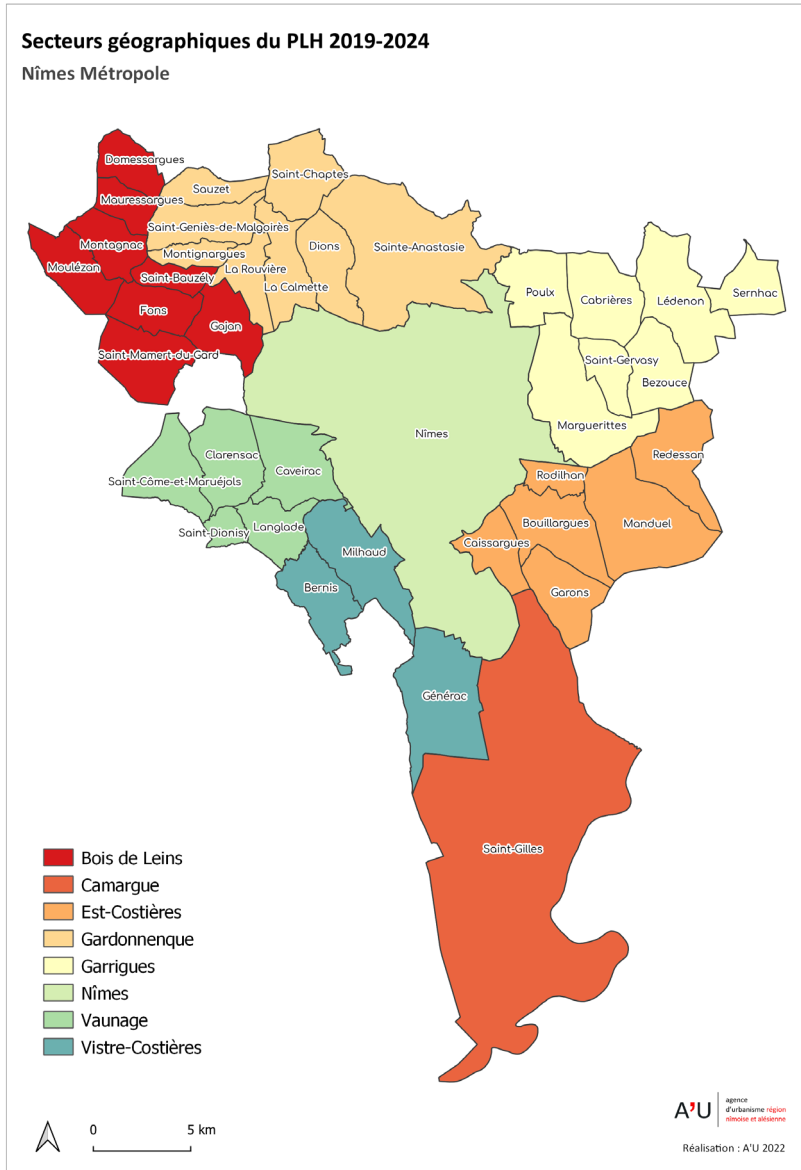 Secteurs géographiques du PLH 2019-2024
Nîmes Métropole
Domessargues
Saint-Chaptes
Sauzet
Mauressargues
Saint-Geniès-de-Malgoirès
Montagnac
Dions
Sainte-Anastasie
Montignargues
Moulézan
La Rouvière
Saint-Bauzély
La Calmette
Poulx
Cabrières
Lédenon
Sernhac
Fons
Gajan
Saint-Mamert-du-Gard
Saint-Gervasy
Bezouce
Marguerittes
Nîmes
Clarensac
Redessan
Caveirac
Saint-Côme-et-Maruéjols
Rodilhan
Saint-Dionisy
Langlade
Bouillargues
Manduel
Caissargues
Milhaud
Bernis
Garons
Générac
Saint-Gilles
Bois de Leins
Camargue
Est-Costières
Gardonnenque
Garrigues
Nîmes
Vaunage
Vistre-Costières
0 5 km
A'U
agence
d'urbanisme région
nîmoise et alésienne
Réalisation : A'U 2022